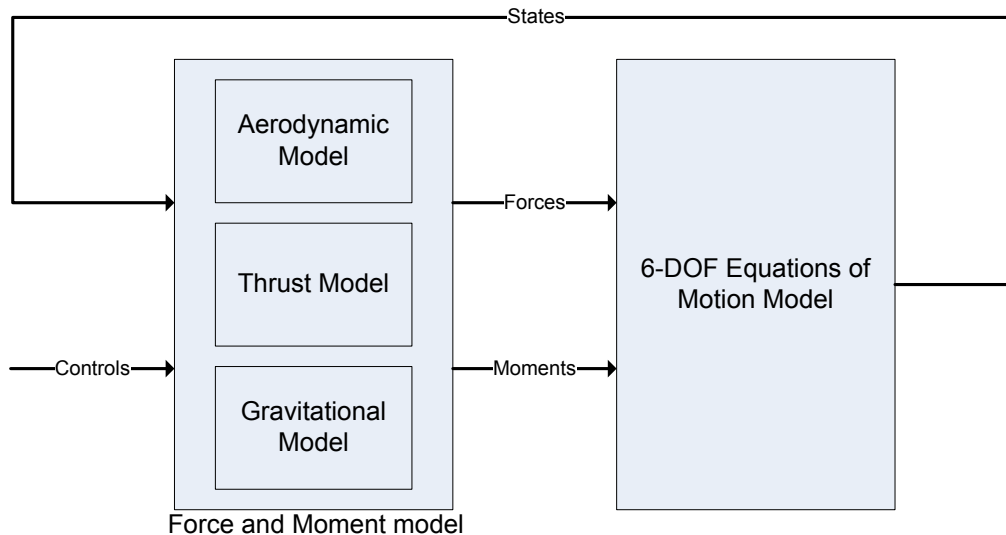 States
Aerodynamic
Model
Forces
Thrust Model
6-DOF Equations of
Motion Model
Controls
Moments
Gravitational
Model
Force and Moment model